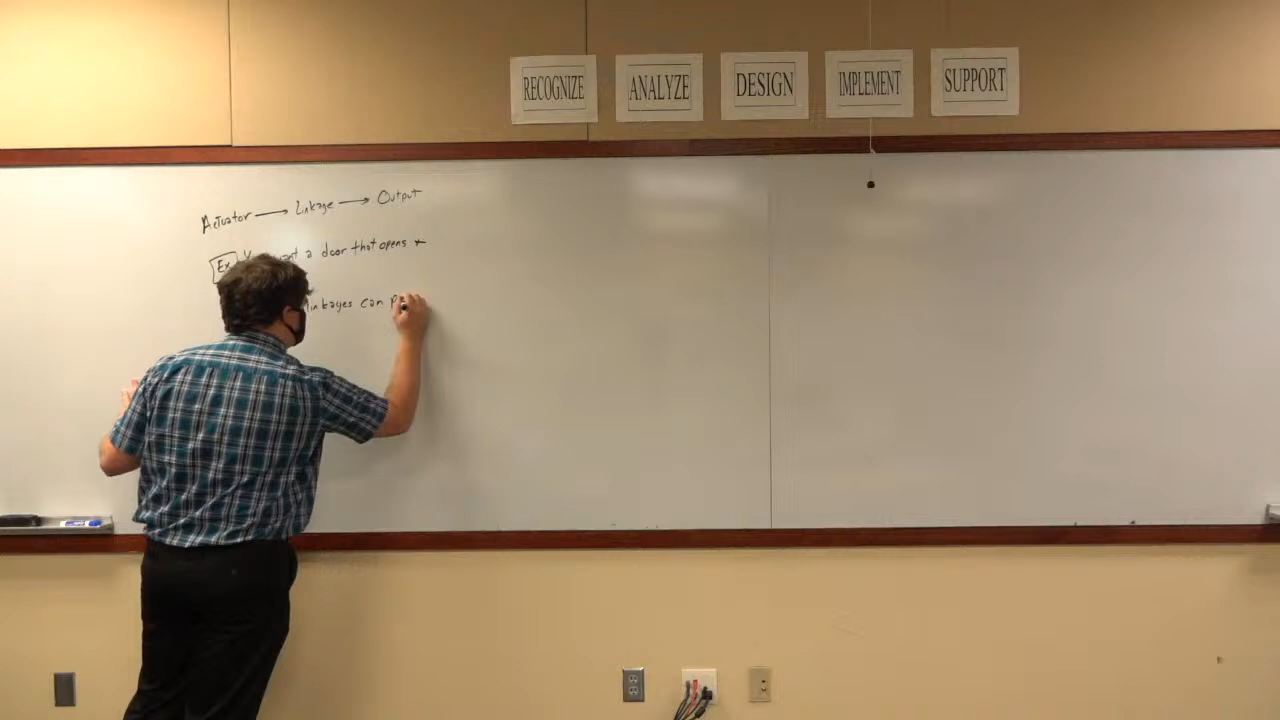 RECOGNIZE ANALYZE DESIGN IMPLEMENT SUPPORT
Actuator → Linkage → Output
Ex a door that opens
linkages can